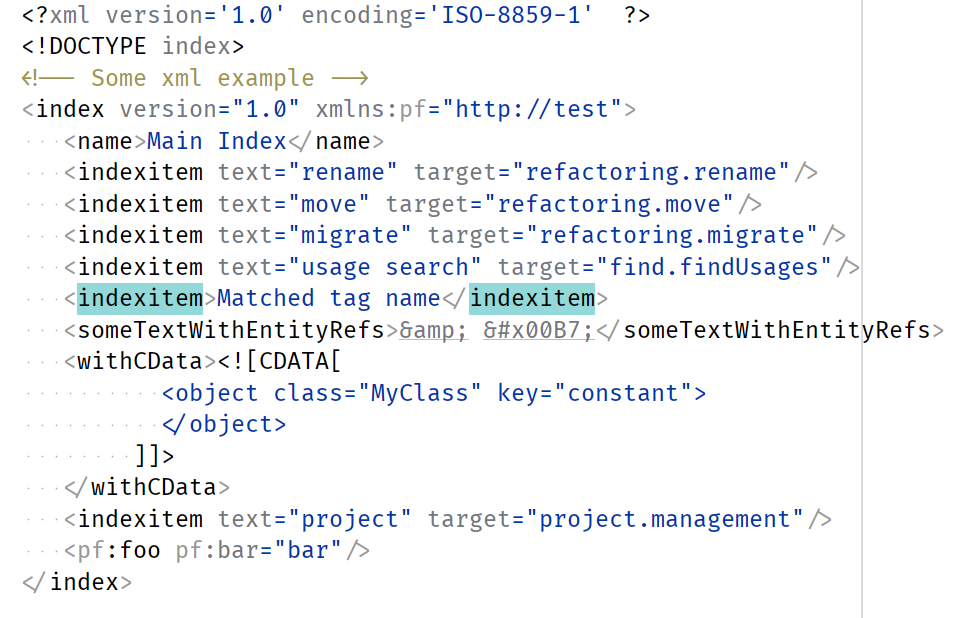 <?xml version='1.0' encoding='ISO-8859-1'  ?>
<!DOCTYPE index>
<!-- Some xml example -->
<index version="1.0" xmlns:pf="http://test">
   <name>Main Index</name>
   <indexitem text="rename" target="refactoring.rename"/>
   <indexitem text="move" target="refactoring.move"/>
   <indexitem text="migrate" target="refactoring.migrate"/>
   <indexitem text="usage search" target="find.findUsages"/>
   <indexitem>Matched tag name</indexitem>
   <someTextWithEntityRefs>&amp; &#x00B7;</someTextWithEntityRefs>
   <withCData><![CDATA[
          <object class="MyClass" key="constant">
          </object>
        ]]>
   </withCData>
   <indexitem text="project" target="project.management"/>
   <pf:foo pf:bar="bar"/>
</index>